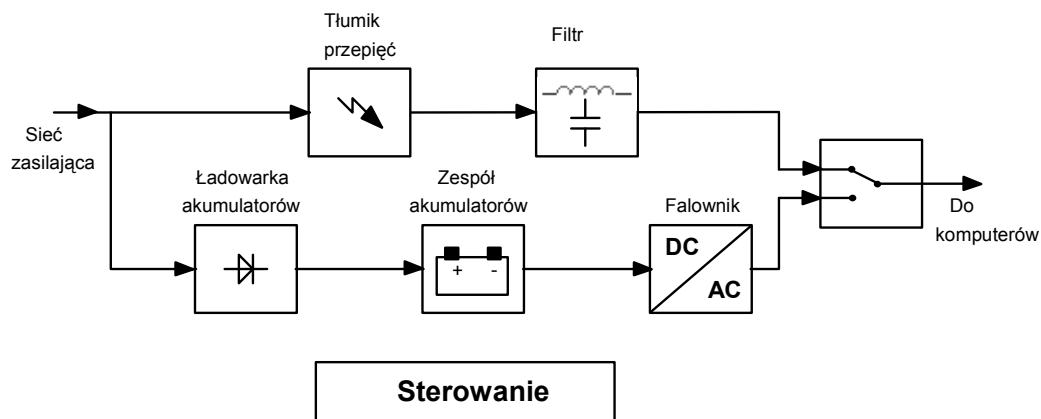 Tłumik
przepięć
Filtr
Sieć
zasilająca
Ładowarka
akumulatorów
Zespół
akumulatorów
Falownik
Do
komputerów
+ -
DC
AC
Sterowanie